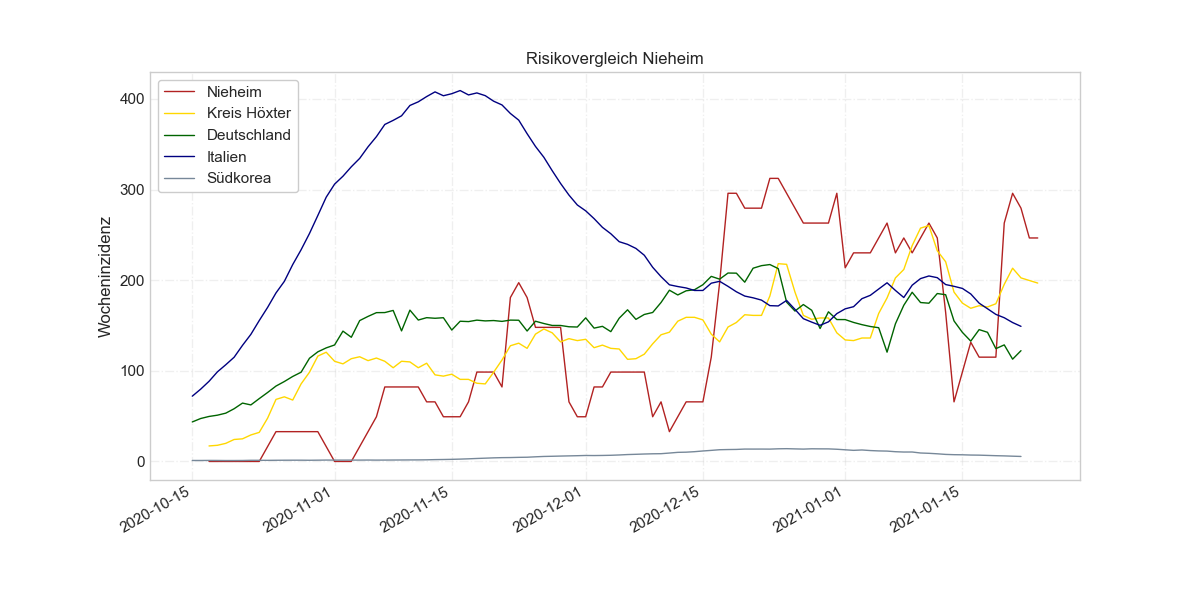 Risikovergleich Nieheim
Nieheim
Kreis Höxter
Deutschland
Italien
Südkorea
Wocheninzidenz
400
300
200
100
0
2020-10-15
2020-11-01
2020-11-15
2020-12-01
2020-12-15
2021-01-01
2021-01-15